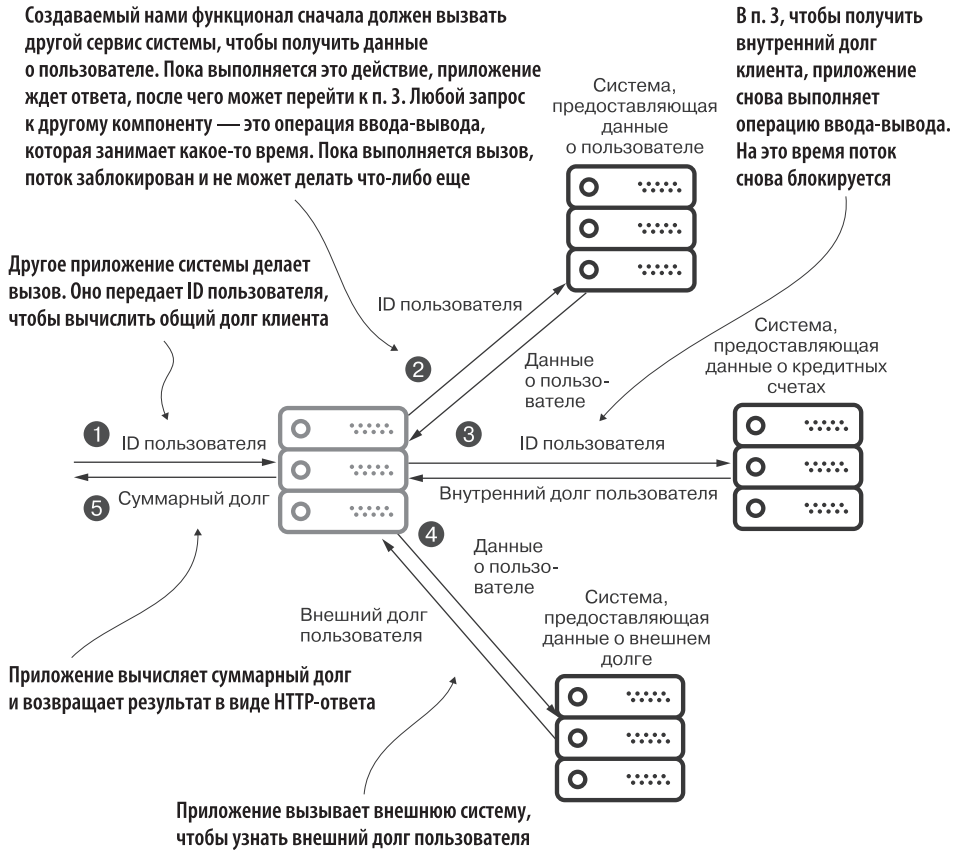 Создаваемый нами функционал сначала должен вызвать
другой сервис системы, чтобы получить данные
о пользователе. Пока выполняется это действие, приложение
ждет ответа, после чего может перейти к п. 3. Любой запрос
к другому компоненту — это операция ввода-вывода,
которая занимает какое-то время. Пока выполняется вызов,
поток заблокирован и не может делать что-либо еще
В п. 3, чтобы получить
внутренний долг
клиента, приложение
снова выполняет
операцию ввода-вывода.
На это время поток
снова блокируется
Система,
предоставляющая
данные
о пользователе
Другое приложение системы делает
вызов. Оно передает ID пользователя,
чтобы вычислить общий долг клиента
ID пользователя
2
Данные
о пользо-
вателе
Система,
предоставляющая
данные о кредитных
счетах
1
ID пользователя
3
ID пользователя
5
Суммарный долг
Внутренний долг пользователя
4
Данные
о пользо-
вателе
Внешний долг
пользователя
Система,
предоставляющая
данные о внешнем
долге
Приложение вычисляет суммарный долг
и возвращает результат в виде HTTP-ответа
Приложение вызывает внешнюю систему,
чтобы узнать внешний долг пользователя